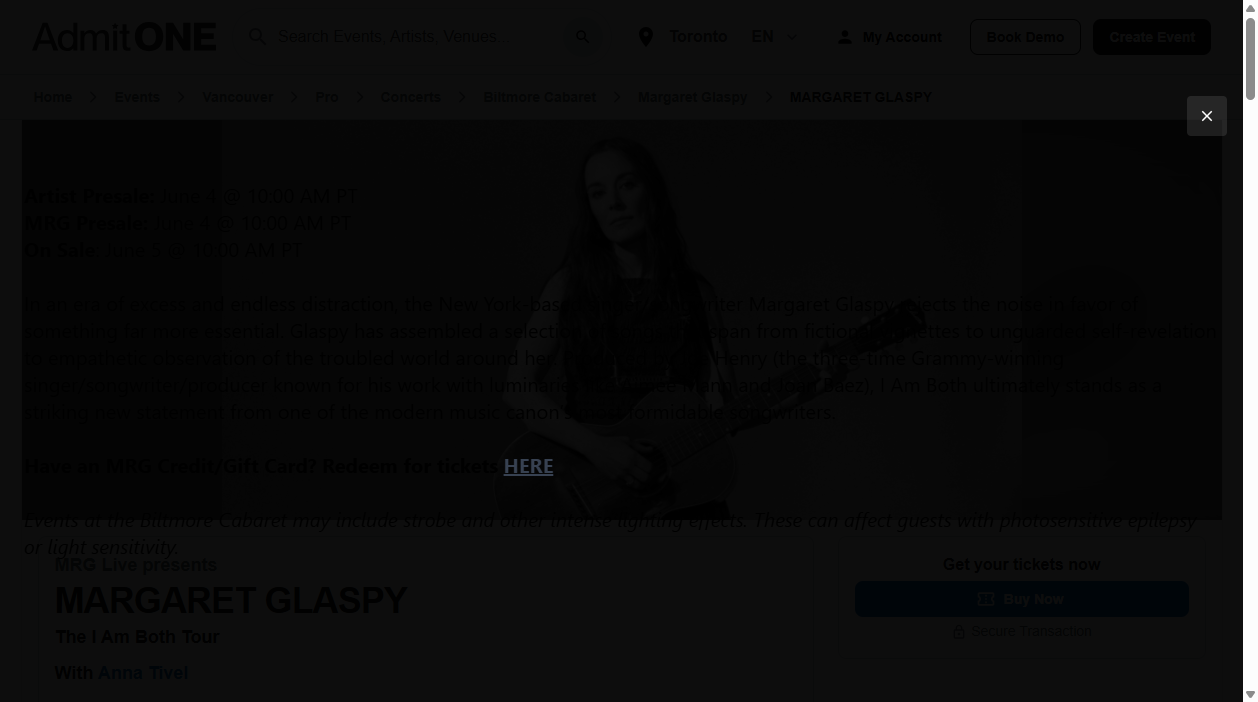 AdmitONE
Search Events, Artists, Venues..
Toronto
EN
My Account
Book Demo
Create Event
Home
Events
Vancouver
Pro
Concerts
Biltmore Cabaret
Margaret Glaspy
MARGARET GLASPY
Artist Presale: June 4 @ 10:00 AM PT
MRG Presale: June 4 @ 10:00 AM PT
On Sale: June 5 @ 10:00 AM PT
In an era of excess and endless distraction, the New York-based singer/songwriter Margaret Glaspy rejects the noise in favor of
something far more essential. Glaspy has assembled a selection of songs that span from fictional vignettes to unguarded self-revelation
to empathetic observation of the troubled world around her. Henry (the three-time Grammy-winning
singer/songwriter/producer known for his work with luminaries like Aimee Mann and Joan Baez), I Am Both ultimately stands as a
striking new statement from one of the modern music canon's most formidable songwriters.
Have an MRG Credit/Gift Card? Redeem for tickets HERE
Events at the Biltmore Cabaret may include strobe and other intense lighting effects. These can affect guests with photosensitive epilepsy
or light sensitivity.
MRG Live presents
MARGARET GLASPY
The I Am Both Tour
With Anna Tivel
Get your tickets now
Buy Now
Secure Transaction